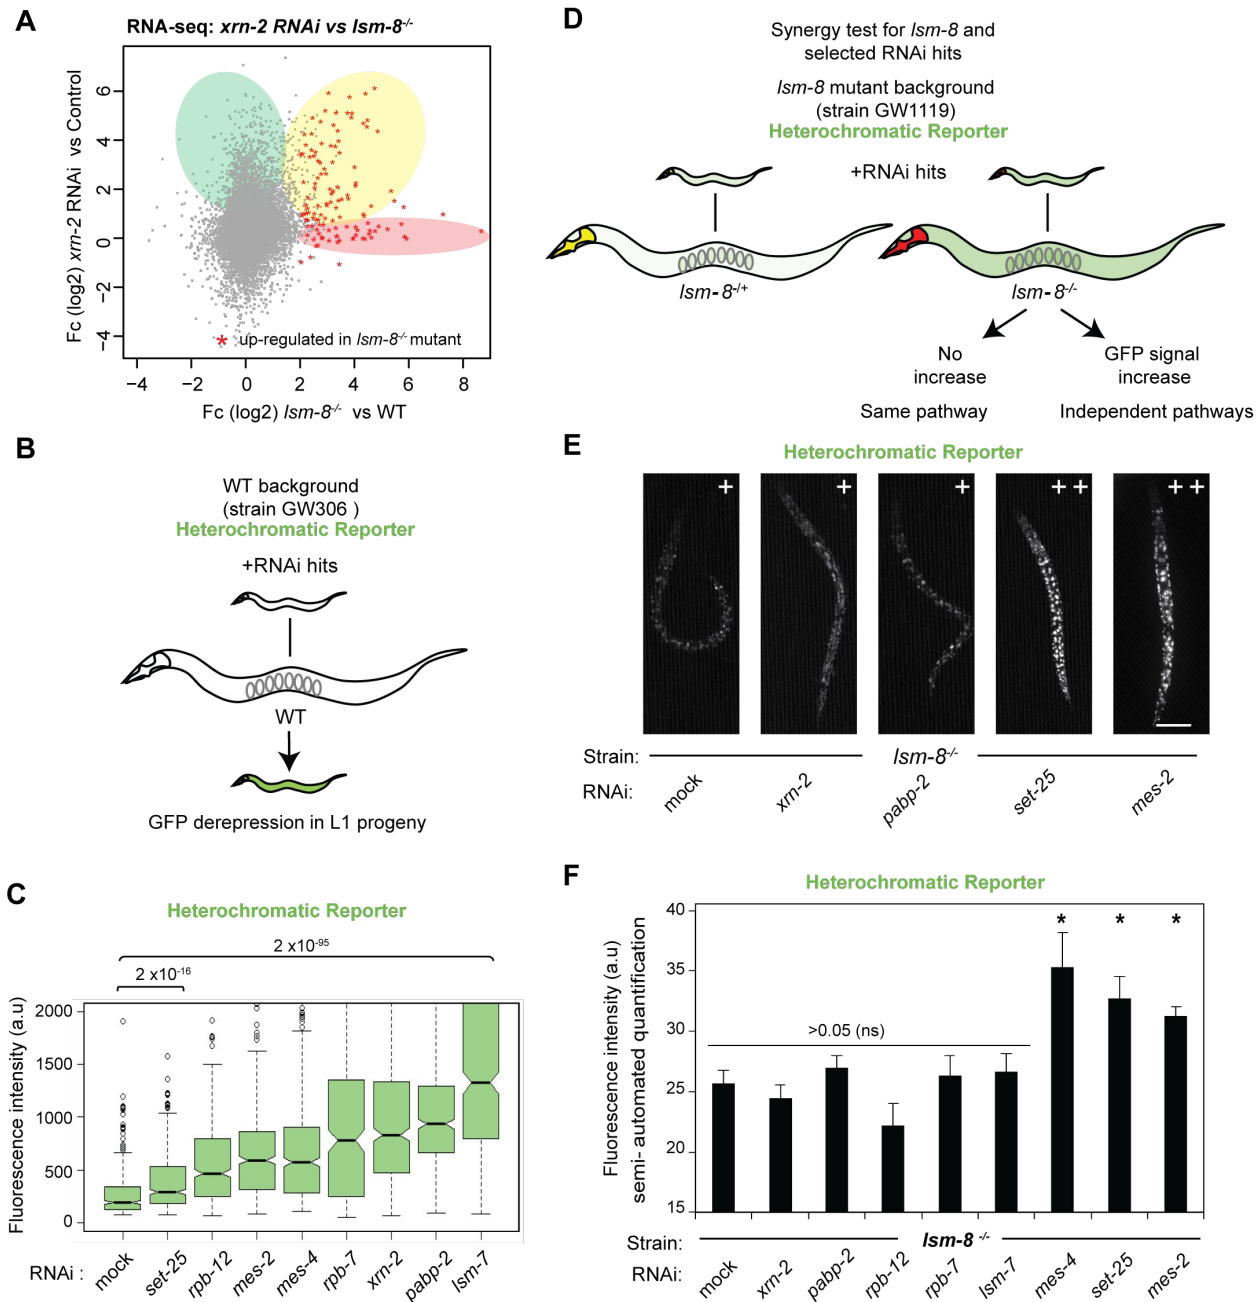 A
RNA-seq: xrn-2 RNAi vs lsm-8-/-
Fc (log2) xrn-2 RNAi vs Control
6
4
2
0
−2
−4
* up-regulated in lsm-8-/- mutant
−4 −2 0 2 4 6 8
Fc (log2) lsm-8-/- vs WT
B
WT background
(strain GW306 )
Heterochromatic Reporter
+RNAi hits
WT
GFP derepression in L1 progeny
C
Heterochromatic Reporter
2 x10-95
2 x10-16
Fluorescence intensity (a.u)
2000
1500
1000
500
0
RNAi :
mock
set-25
rpb-12
mes-2
mes-4
rpb-7
xrn-2
pabp-2
lsm-7
D
Synergy test for lsm-8 and
selected RNAi hits
lsm-8 mutant background
(strain GW1119)
Heterochromatic Reporter
+RNAi hits
lsm-8-/+
lsm-8-/-
No
increase
GFP signal
increase
Same pathway
Independent pathways
E
Heterochromatic Reporter
+ + + + + + +
Strain: lsm-8-/-
RNAi:
mock
xrn-2
pabp-2
set-25
mes-2
F
Heterochromatic Reporter
Fluorescence intensity (a.u)
semi- automated quantification
40
35
30
25
20
15
>0.05 (ns)
* * *
Strain: lsm-8 -/-
RNAi:
mock
xrn-2
pabp-2
rpb-12
rpb-7
lsm-7
mes-4
set-25
mes-2